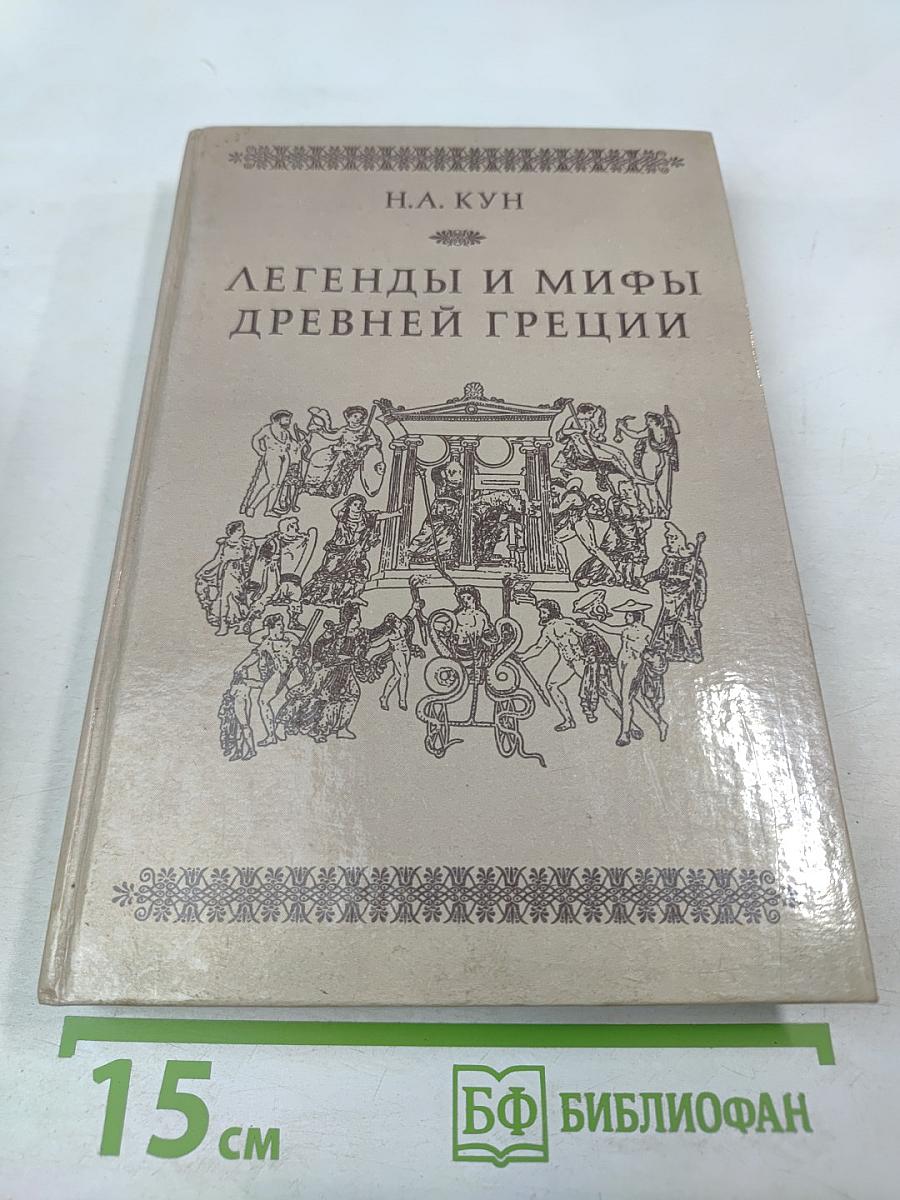 Н.А. КУН
ЛЕГЕНДЫ И МИФЫ
ДРЕВНЕЙ ГРЕЦИИ
15 см
БФ БИБЛИОФАН